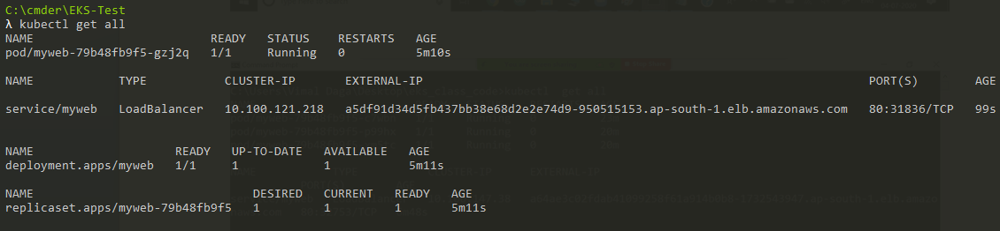 C:\cmder\EKS-Test
λ kubectl get all
NAME READY STATUS RESTARTS AGE
pod/myweb-79b48fb9f5-gzj2q 1/1 Running 0 5m10s
NAME TYPE CLUSTER-IP EXTERNAL-IP PORT(S) AGE
service/myweb LoadBalancer 10.100.121.218 a5df91d34d5fb437bb38e68d2e2e74d9-950515153.ap-south-1.elb.amazonaws.com 80:31836/TCP 99s
NAME READY UP-TO-DATE AVAILABLE AGE
deployment.apps/myweb 1/1 1 1 5m11s
NAME DESIRED CURRENT READY AGE
replicaset.apps/myweb-79b48fb9f5 1 1 1 5m11s